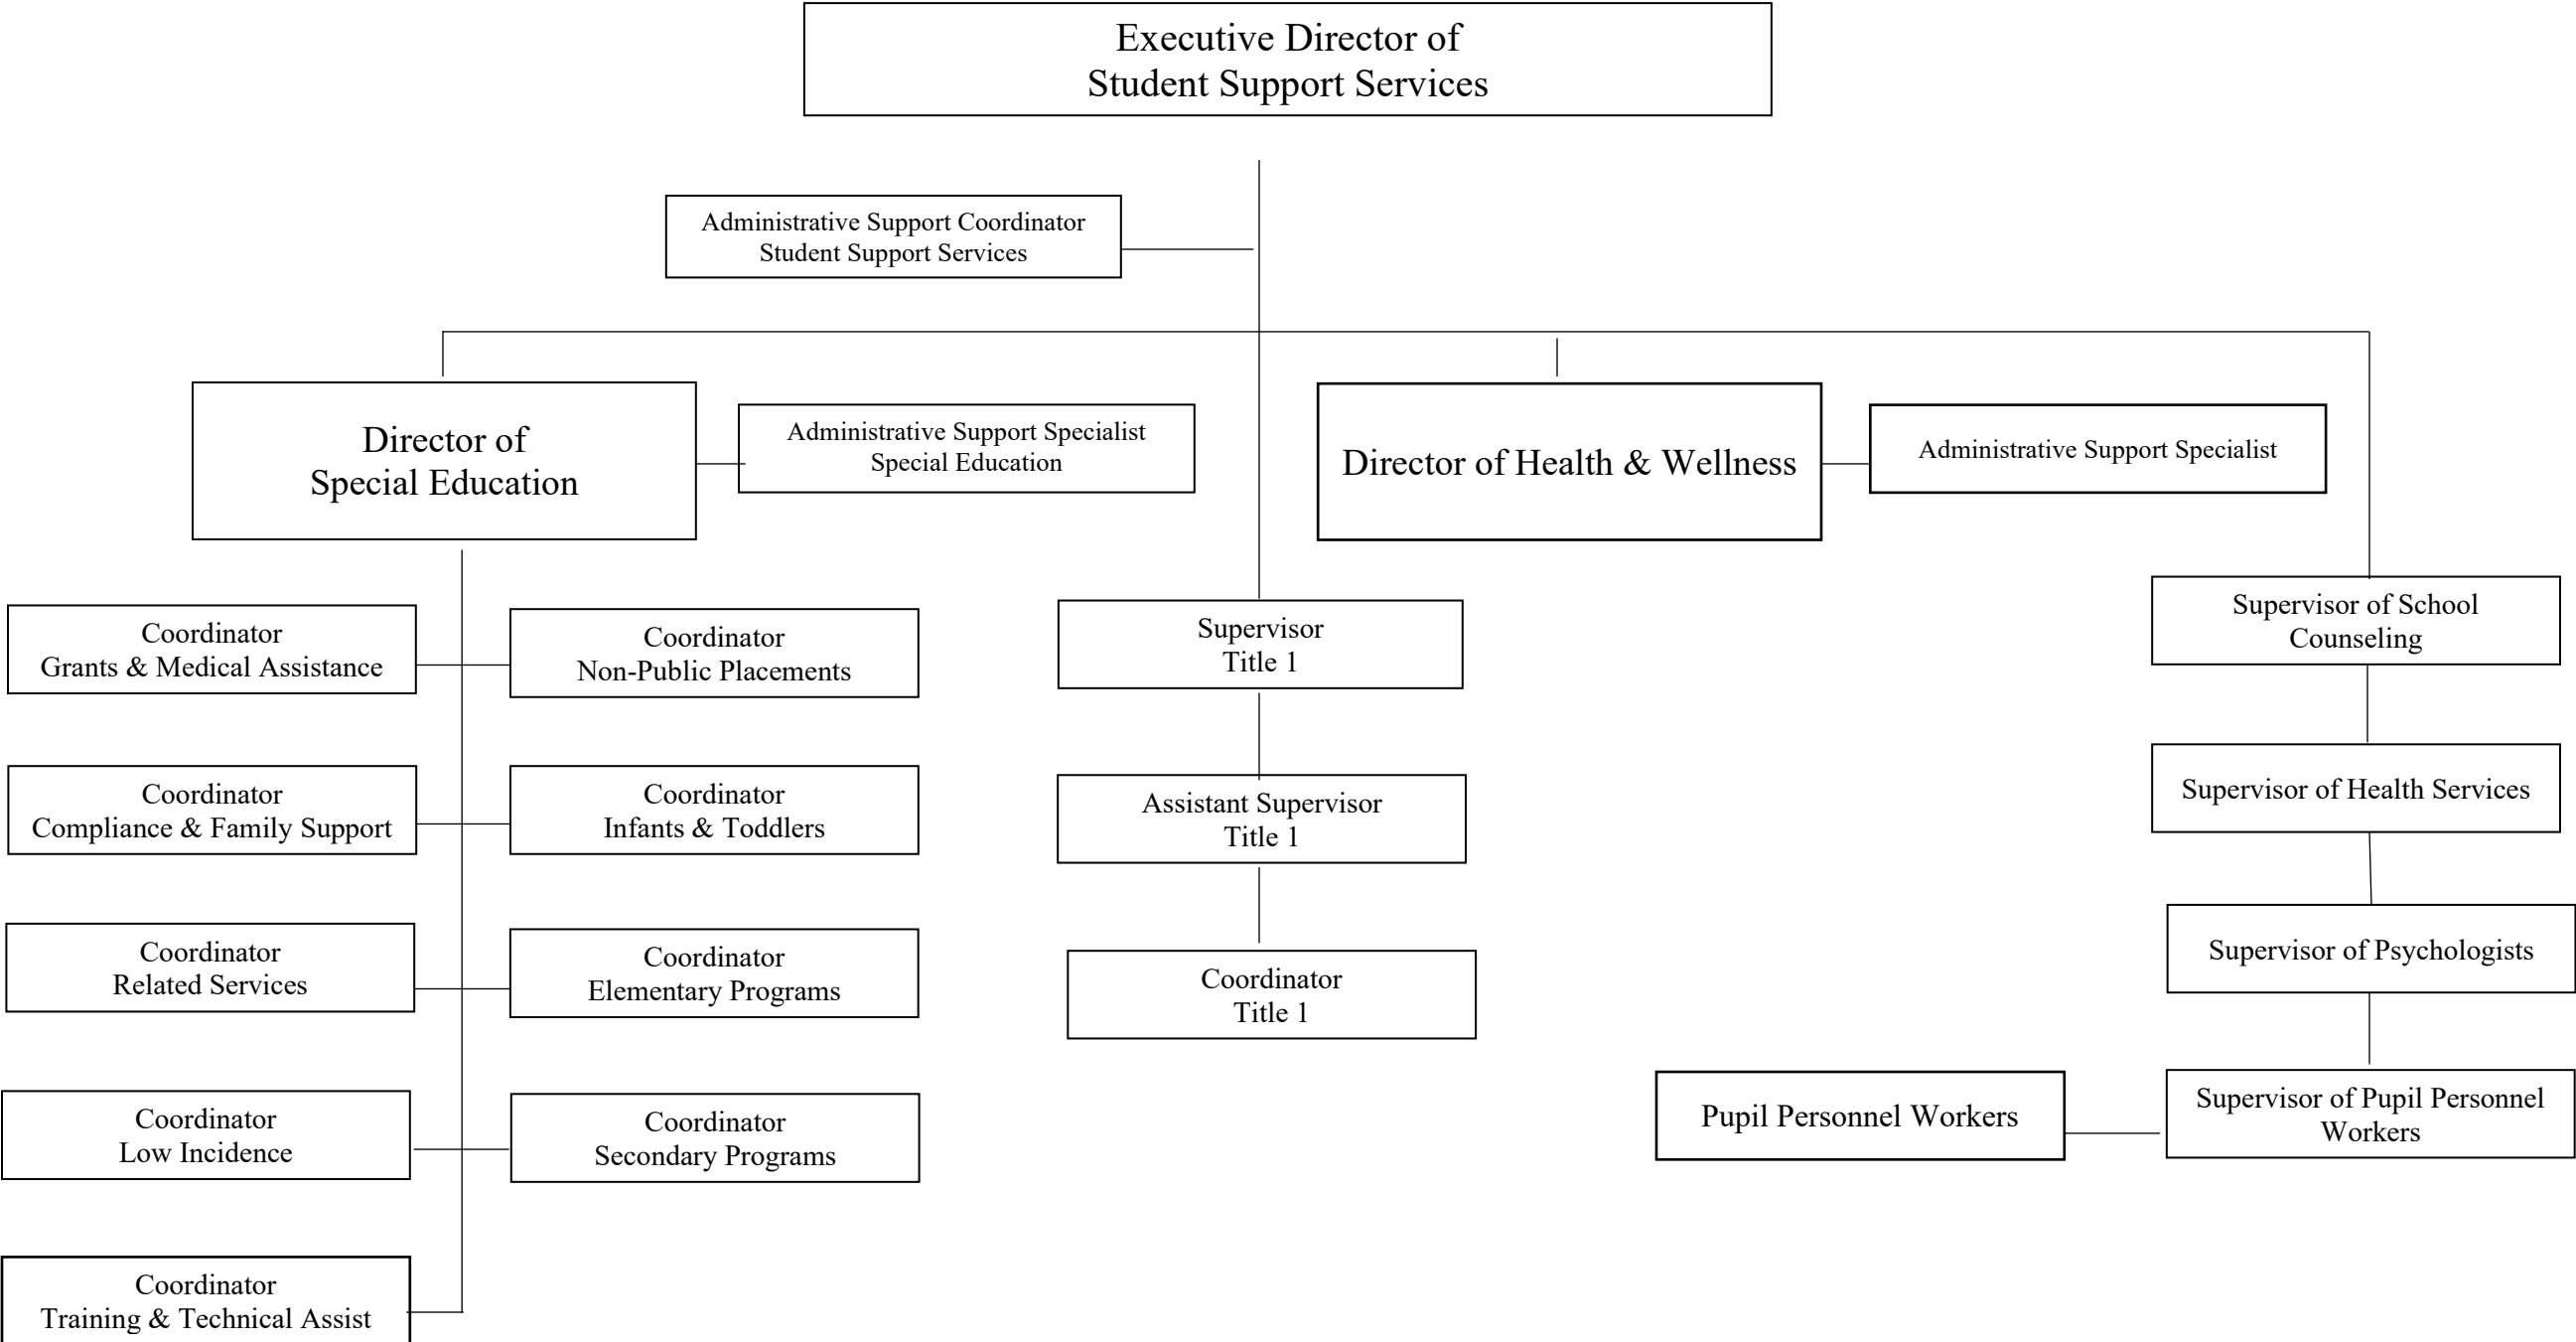 Executive Director of
Student Support Services
Administrative Support Coordinator
Student Support Services
Director of
Special Education
Administrative Support Specialist
Special Education
Director of Health & Wellness
Administrative Support Specialist
Coordinator
Grants & Medical Assistance
Coordinator
Non-Public Placements
Supervisor
Title 1
Supervisor of School
Counseling
Coordinator
Compliance & Family Support
Coordinator
Infants & Toddlers
Assistant Supervisor
Title 1
Supervisor of Health Services
Coordinator
Related Services
Coordinator
Elementary Programs
Coordinator
Title 1
Supervisor of Psychologists
Coordinator
Low Incidence
Coordinator
Secondary Programs
Pupil Personnel Workers
Supervisor of Pupil Personnel
Workers
Coordinator
Training & Technical Assist